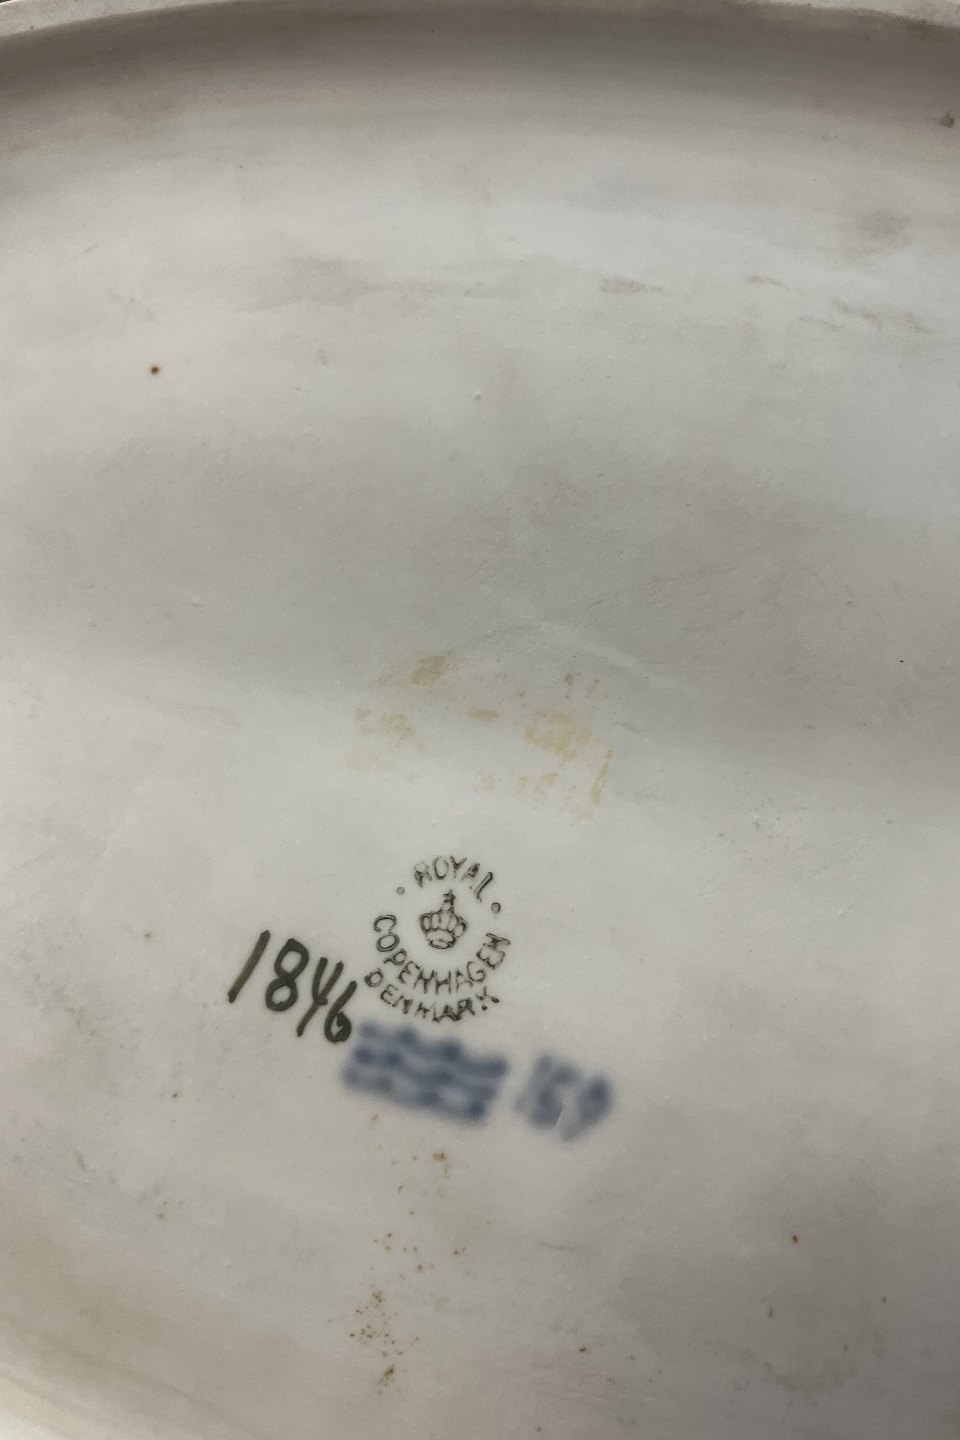 ROYAL
COPENHAGEN
DENMARK
1846
159